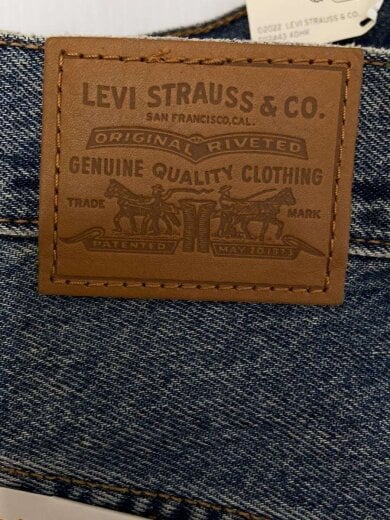 ©2022 LEVI STRAUSS & CO.
LEVI STRAUSS & CO.
SAN FRANCISCO, CAL.
ORIGINAL RIVETED
GENUINE QUALITY CLOTHING
TRADE MARK
PATENTED MAY 20 1873